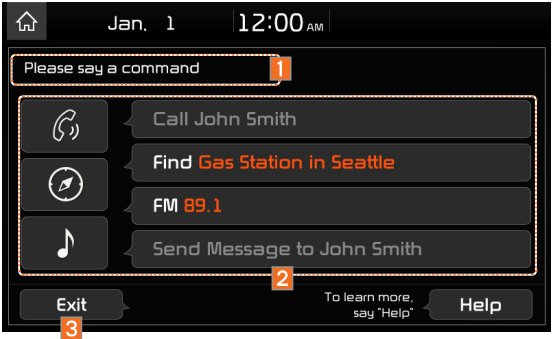 Jan. 1 12:00 AM
Please say a command 1
Call John Smith
Find Gas Station in Seattle
FM 89.1
Send Message to John Smith
2
Exit
To learn more,
say "Help"
Help
3